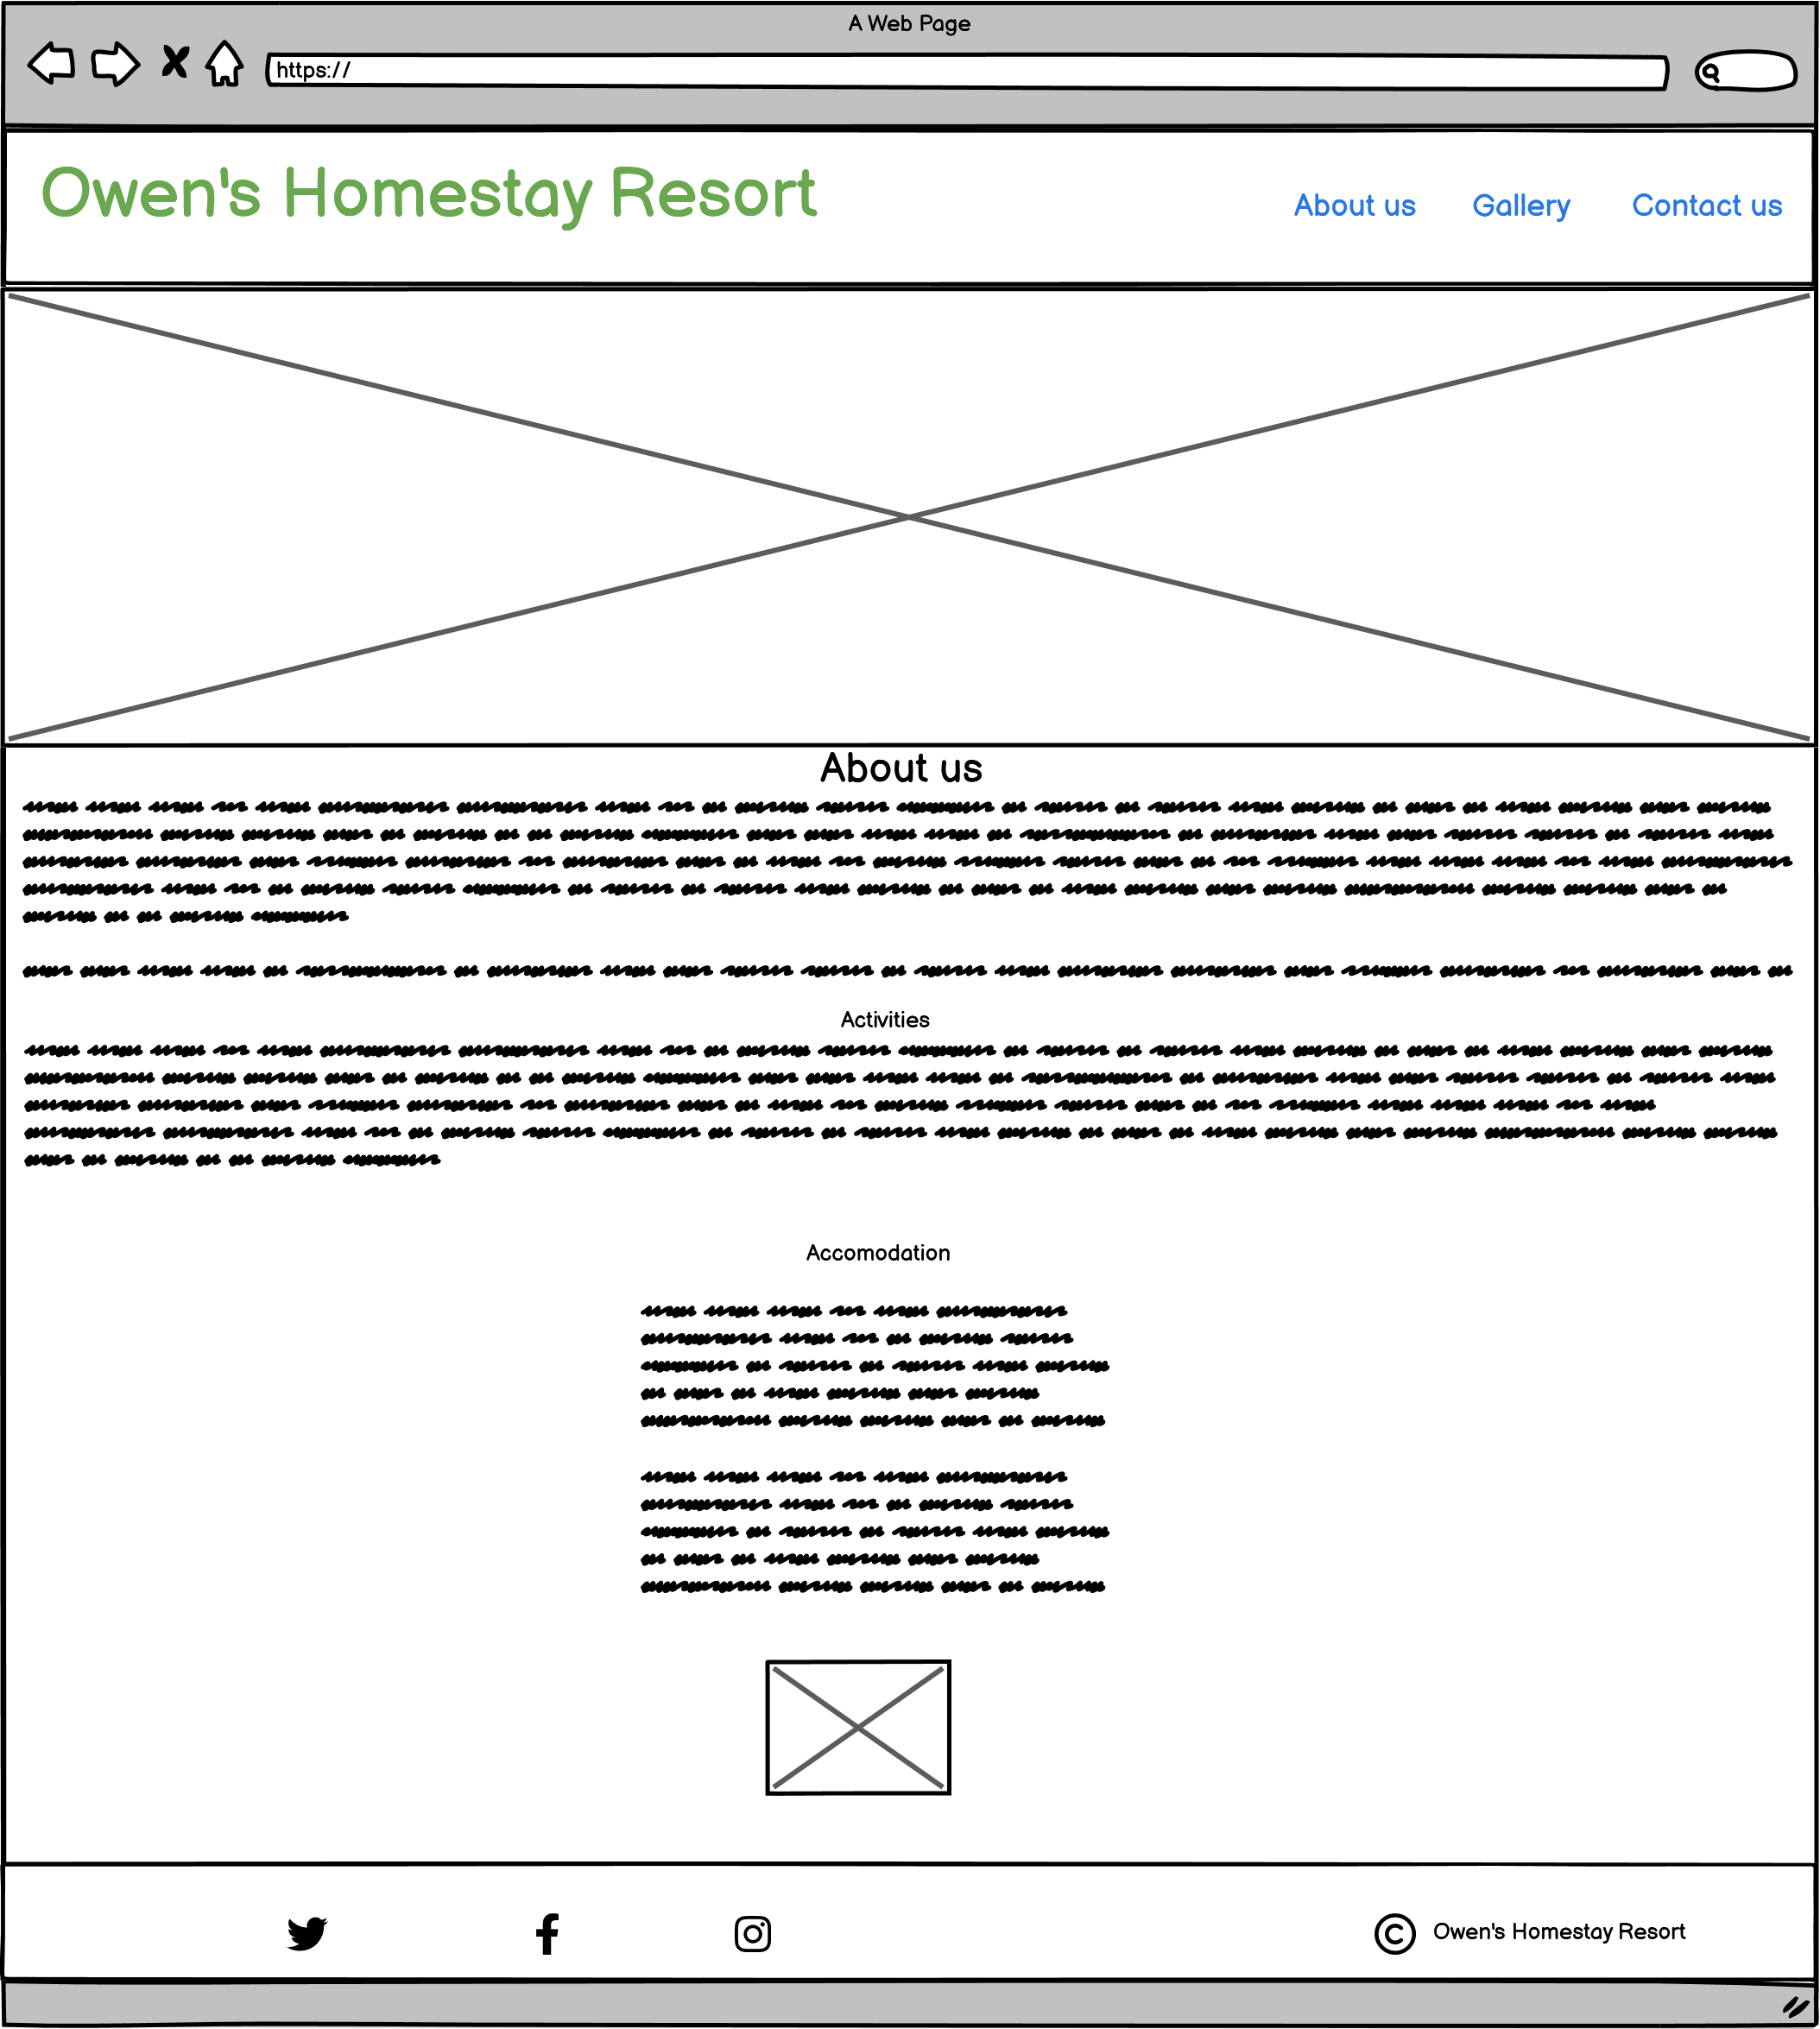 A Web Page
https://
Owen's Homestay Resort
About us
Gallery
Contact us
About us
Activities
Accomodation
Owen's Homestay Resort